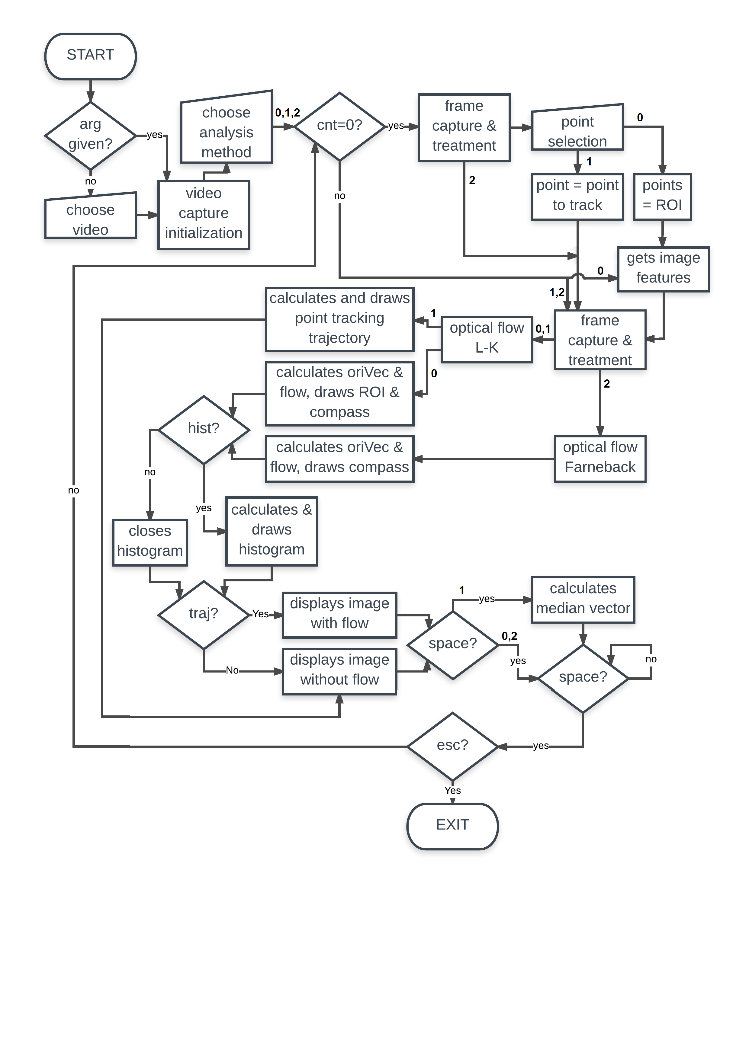 START
arg
given?
yes
no
choose
video
video
capture
initialization
choose
analysis
method
0,1,2
cnt=0?
yes
no
frame
capture &
treatment
2
point
selection
0
1
point = point
to track
points
= ROI
gets image
features
0
1,2
frame
capture &
treatment
0,1
2
optical flow
L-K
1
0
calculates and draws
point tracking
trajectory
calculates oriVec &
flow, draws ROI &
compass
calculates oriVec &
flow, draws compass
optical flow
Farneback
hist?
no
yes
no
closes
histogram
calculates &
draws
histogram
traj?
Yes
No
displays image
with flow
displays image
without flow
space?
1
yes
0,2
yes
calculates
median vector
space?
no
yes
esc?
Yes
EXIT